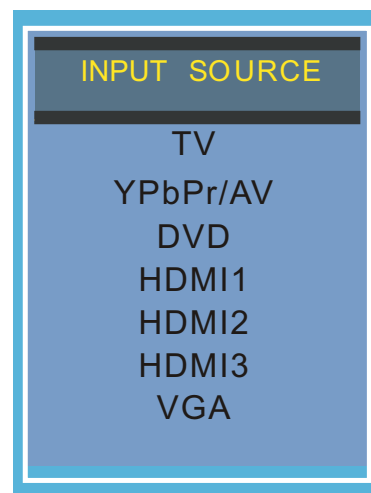 INPUT SOURCE
TV
YPbPr/AV
DVD
HDMI1
HDMI2
HDMI3
VGA